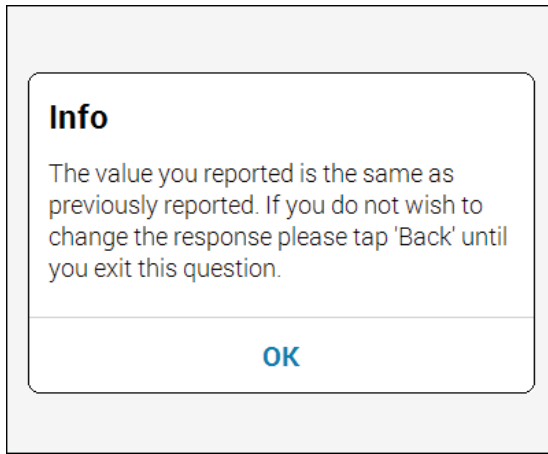 Info
The value you reported is the same as
previously reported. If you do not wish to
change the response please tap 'Back' until
you exit this question.
OK